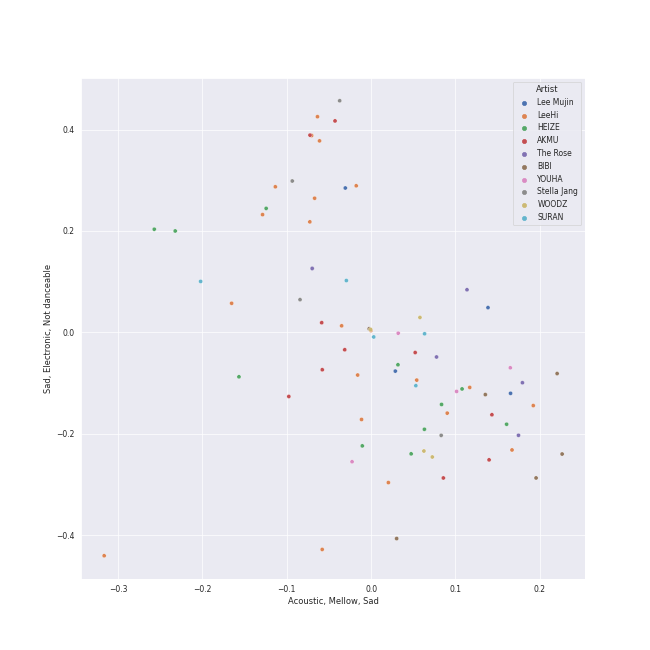 Artist
Lee Mujin
LeeHi
HEIZE
AKMU
The Rose
BIBI
YOUHA
Stella Jang
WOODZ
SURAN
0.4
0.2
0.0
−0.2
−0.4
Sad, Electronic, Not danceable
−0.3 −0.2 −0.1 0.0 0.1 0.2
Acoustic, Mellow, Sad